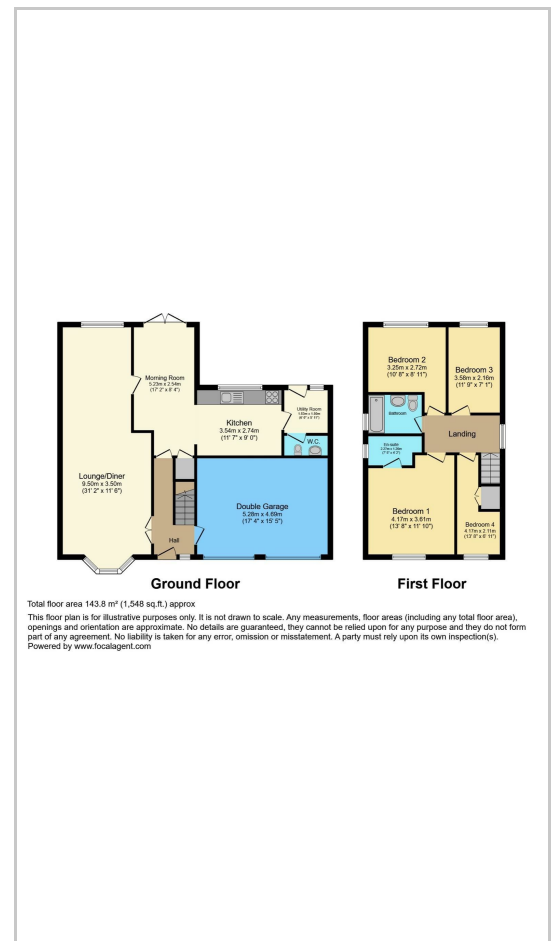 Morning Room
5.23m x 2.54m
(17' 2" x 8' 4")
Utility Room
Kitchen
3.54m x 2.74m
(11' 7" x 9' 0")
W.C.
Lounge/Diner
9.50m x 3.50m
(31' 2" x 11' 6")
Double Garage
5.28m x 4.69m
(17' 4" x 15' 5")
Hall
Ground Floor
Bedroom 2
3.25m x 2.72m
(10' 8" x 8' 11")
Bedroom 3
3.58m x 2.16m
(11' 9" x 7' 1")
Bathroom
Landing
En-suite
Bedroom 1
4.17m x 3.61m
(13' 8" x 11' 10")
Bedroom 4
4.17m x 2.11m
(13' 8" x 6' 11")
First Floor
Total floor area 143.8 m² (1,548 sq.ft.) approx
This floor plan is for illustrative purposes only. It is not drawn to scale. Any measurements, floor areas (including any total floor area),
openings and orientation are approximate. No details are guaranteed, they cannot be relied upon for any purpose and they do not form
part of any agreement. No liability is taken for any error, omission or misstatement. A party must rely upon its own inspection(s).
Powered by www.focalagent.com